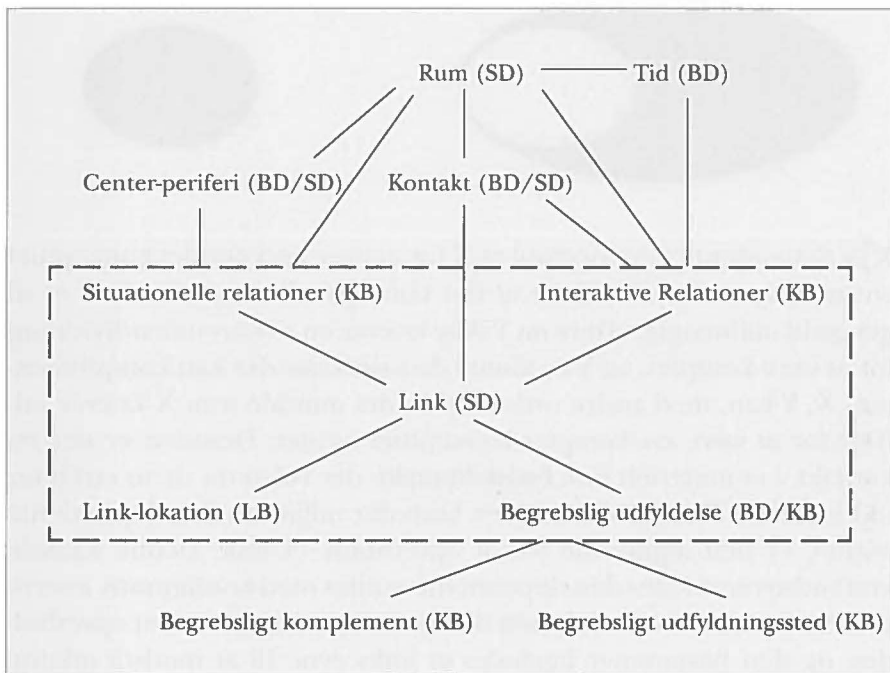 Rum (SD) Tid (BD)
Center-periferi (BD/SD) Kontakt (BD/SD)
Situationelle relationer (KB) Interaktive Relationer (KB)
Link (SD)
Link-lokation (LB) Begrebslig udfyldelse (BD/KB)
Begrebsligt komplement (KB) Begrebsligt udfyldningssted (KB)